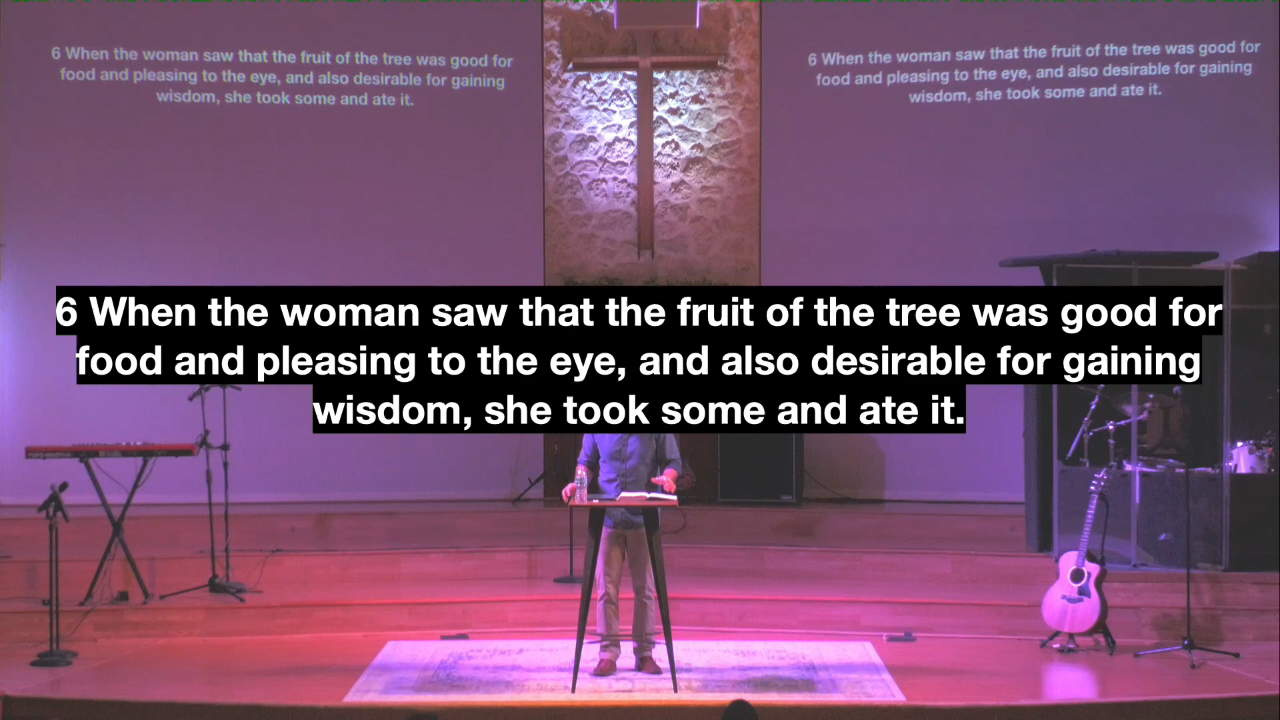 6 When the woman saw that the fruit of the tree was good for
food and pleasing to the eye, and also desirable for gaining
wisdom, she took some and ate it.
6 When the woman saw that the fruit of the tree was good for
food and pleasing to the eye, and also desirable for gaining
wisdom, she took some and ate it.
6 When the woman saw that the fruit of the tree was good for
food and pleasing to the eye, and also desirable for gaining
wisdom, she took some and ate it.